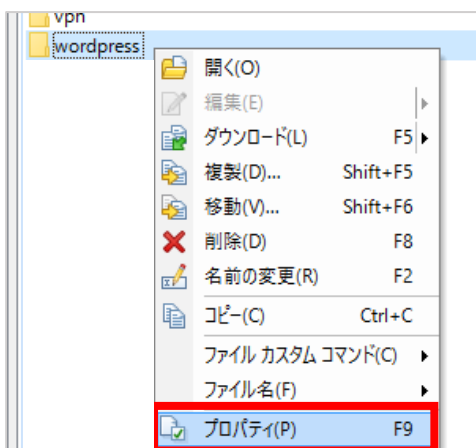 vpn
wordpress
開く(O)
編集(E)
ダウンロード(L) F5
複製(D)... Shift+F5
移動(V)... Shift+F6
削除(D) F8
名前の変更(R) F2
コピー(C) Ctrl+C
ファイル カスタム コマンド(C)
ファイル名(F)
プロパティ(P) F9